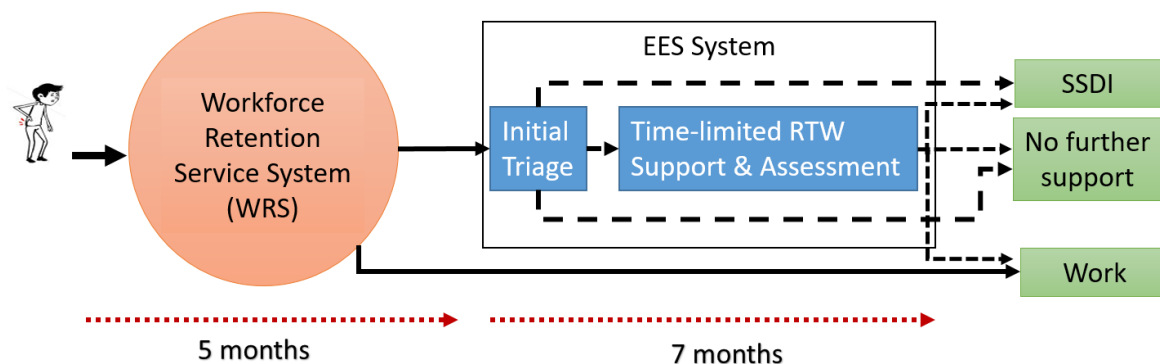 Workforce
Retention
Service System
(WRS)
EES System
Initial
Triage
Time-limited RTW
Support & Assessment
SSDI
No further
support
Work
5 months
7 months